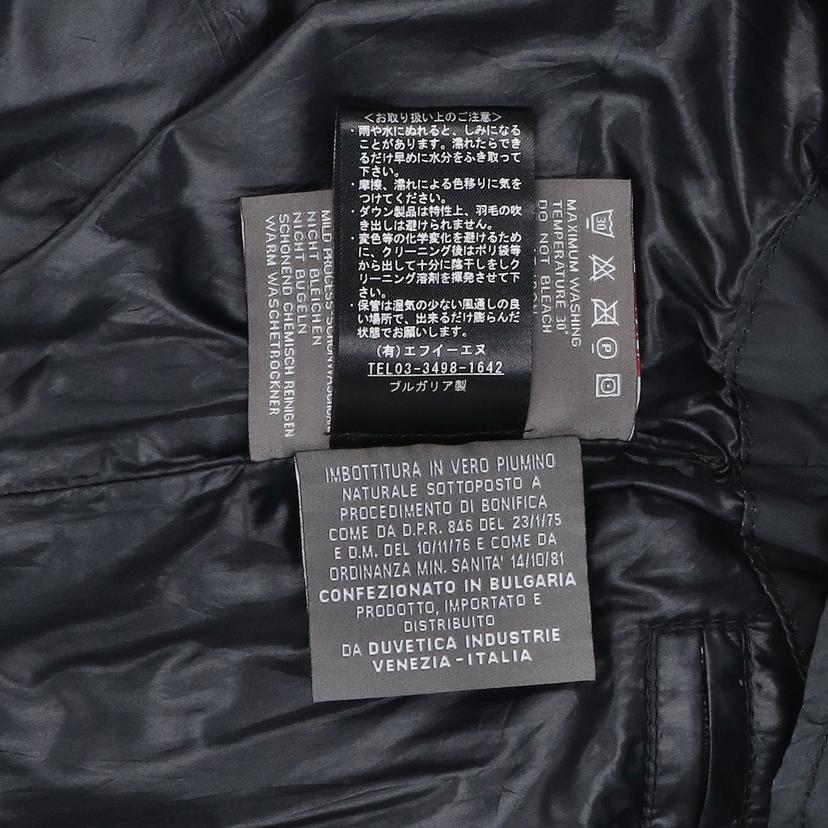 <お取り扱い上のご注意>
・雨や水にぬれると、しみになる
ことがあります。濡れたらでき
るだけ早めに水分をふき取って
下さい。
・摩擦、濡れによる色移りに気を
つけてください。
・ダウン製品は特性上、羽毛の吹
き出しは避けられません。
・変色等の化学変化を避けるため
に、クリーニング後はポリ袋等
から出して十分に陰干しをしク
リーニング溶剤を揮発させて下
さい。
・保管は湿気の少ない風通しの良
い場所で、出来るだけ膨らんだ
状態でお願いします。
(有)エフイーエヌ
TEL03-3498-1642
ブルガリア製
MAXIMUM WASHING
TEMPERATURE 30°
DO NOT BLEACH
MILD PROCESS-SCHONWASCH
NICHT BLEICHEN
NICHT BUGELN
SCHONEND CHEMISCH REINIGEN
WARM WASCHETROCKNER
30
P
IMBOTTITURA IN VERO PIUMINO
NATURALE SOTTOPOSTO A
PROCEDIMENTO DI BONIFICA
COME DA D.P.R. 846 DEL 23/1/75
E D.M. DEL 10/11/76 E COME DA
ORDINANZA MIN. SANITA' 14/10/81
CONFEZIONATO IN BULGARIA
PRODOTTO, IMPORTATO E
DISTRIBUITO
DA DUVETICA INDUSTRIE
VENEZIA-ITALIA